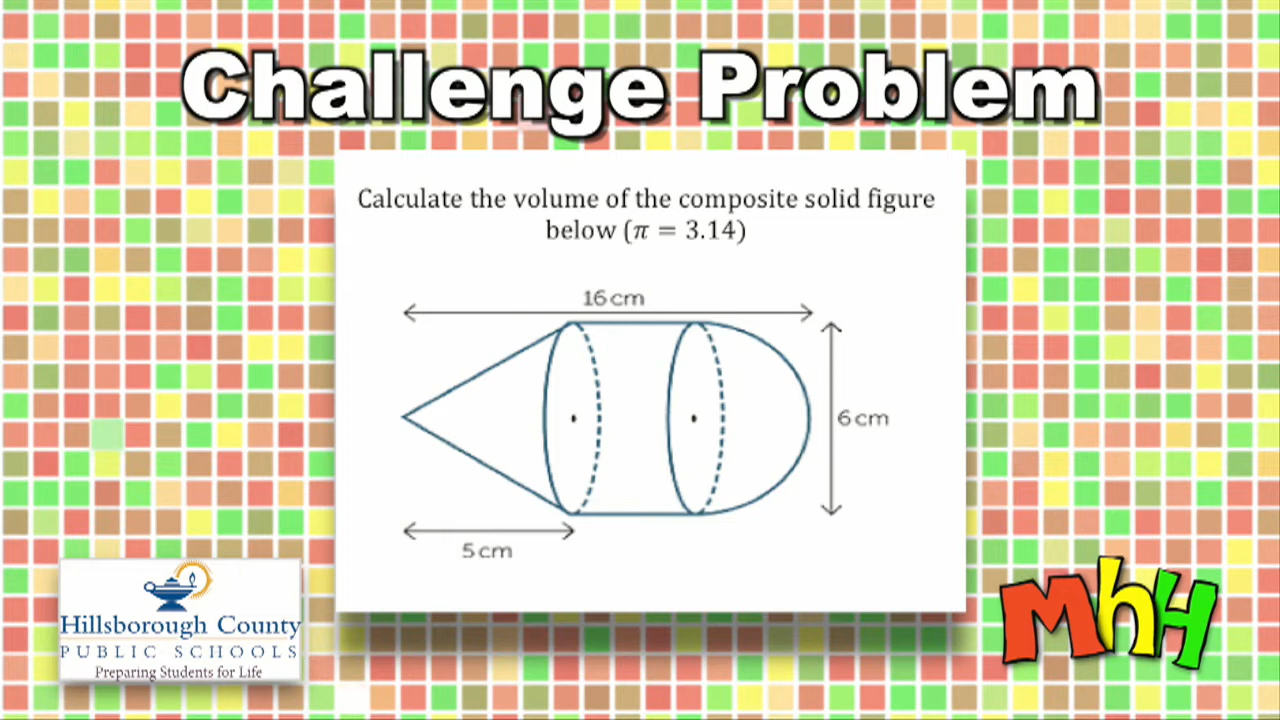 Challenge Problem
Calculate the volume of the composite solid figure
below (π = 3.14)
16 cm
6 cm
5 cm
Hillsborough County
PUBLIC SCHOOLS
Preparing Students for Life
MhH